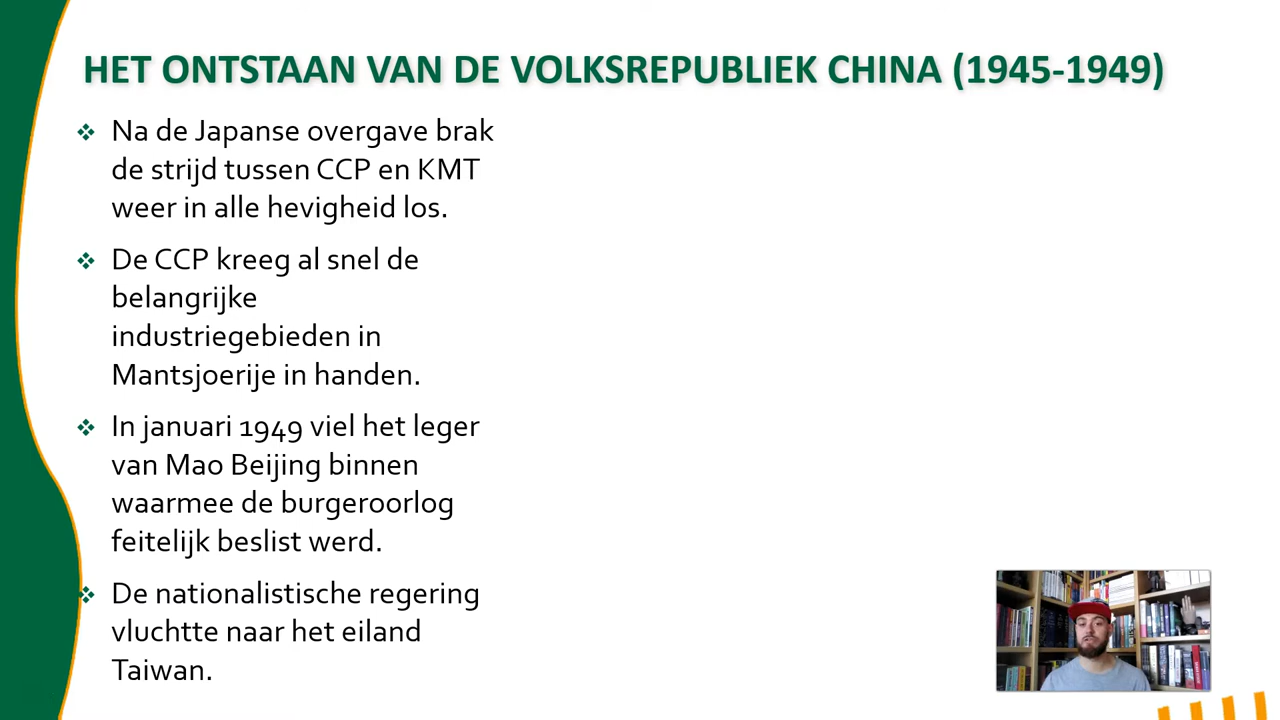 HET ONTSTAAN VAN DE VOLKSREPUBLIEK CHINA (1945-1949)
Na de Japanse overgave brak
de strijd tussen CCP en KMT
weer in alle hevigheid los.
De CCP kreeg al snel de
belangrijke
industriegebieden in
Mantsjoerije in handen.
In januari 1949 viel het leger
van Mao Beijing binnen
waarmee de burgeroorlog
feitelijk beslist werd.
De nationalistische regering
vluchtte naar het eiland
Taiwan.